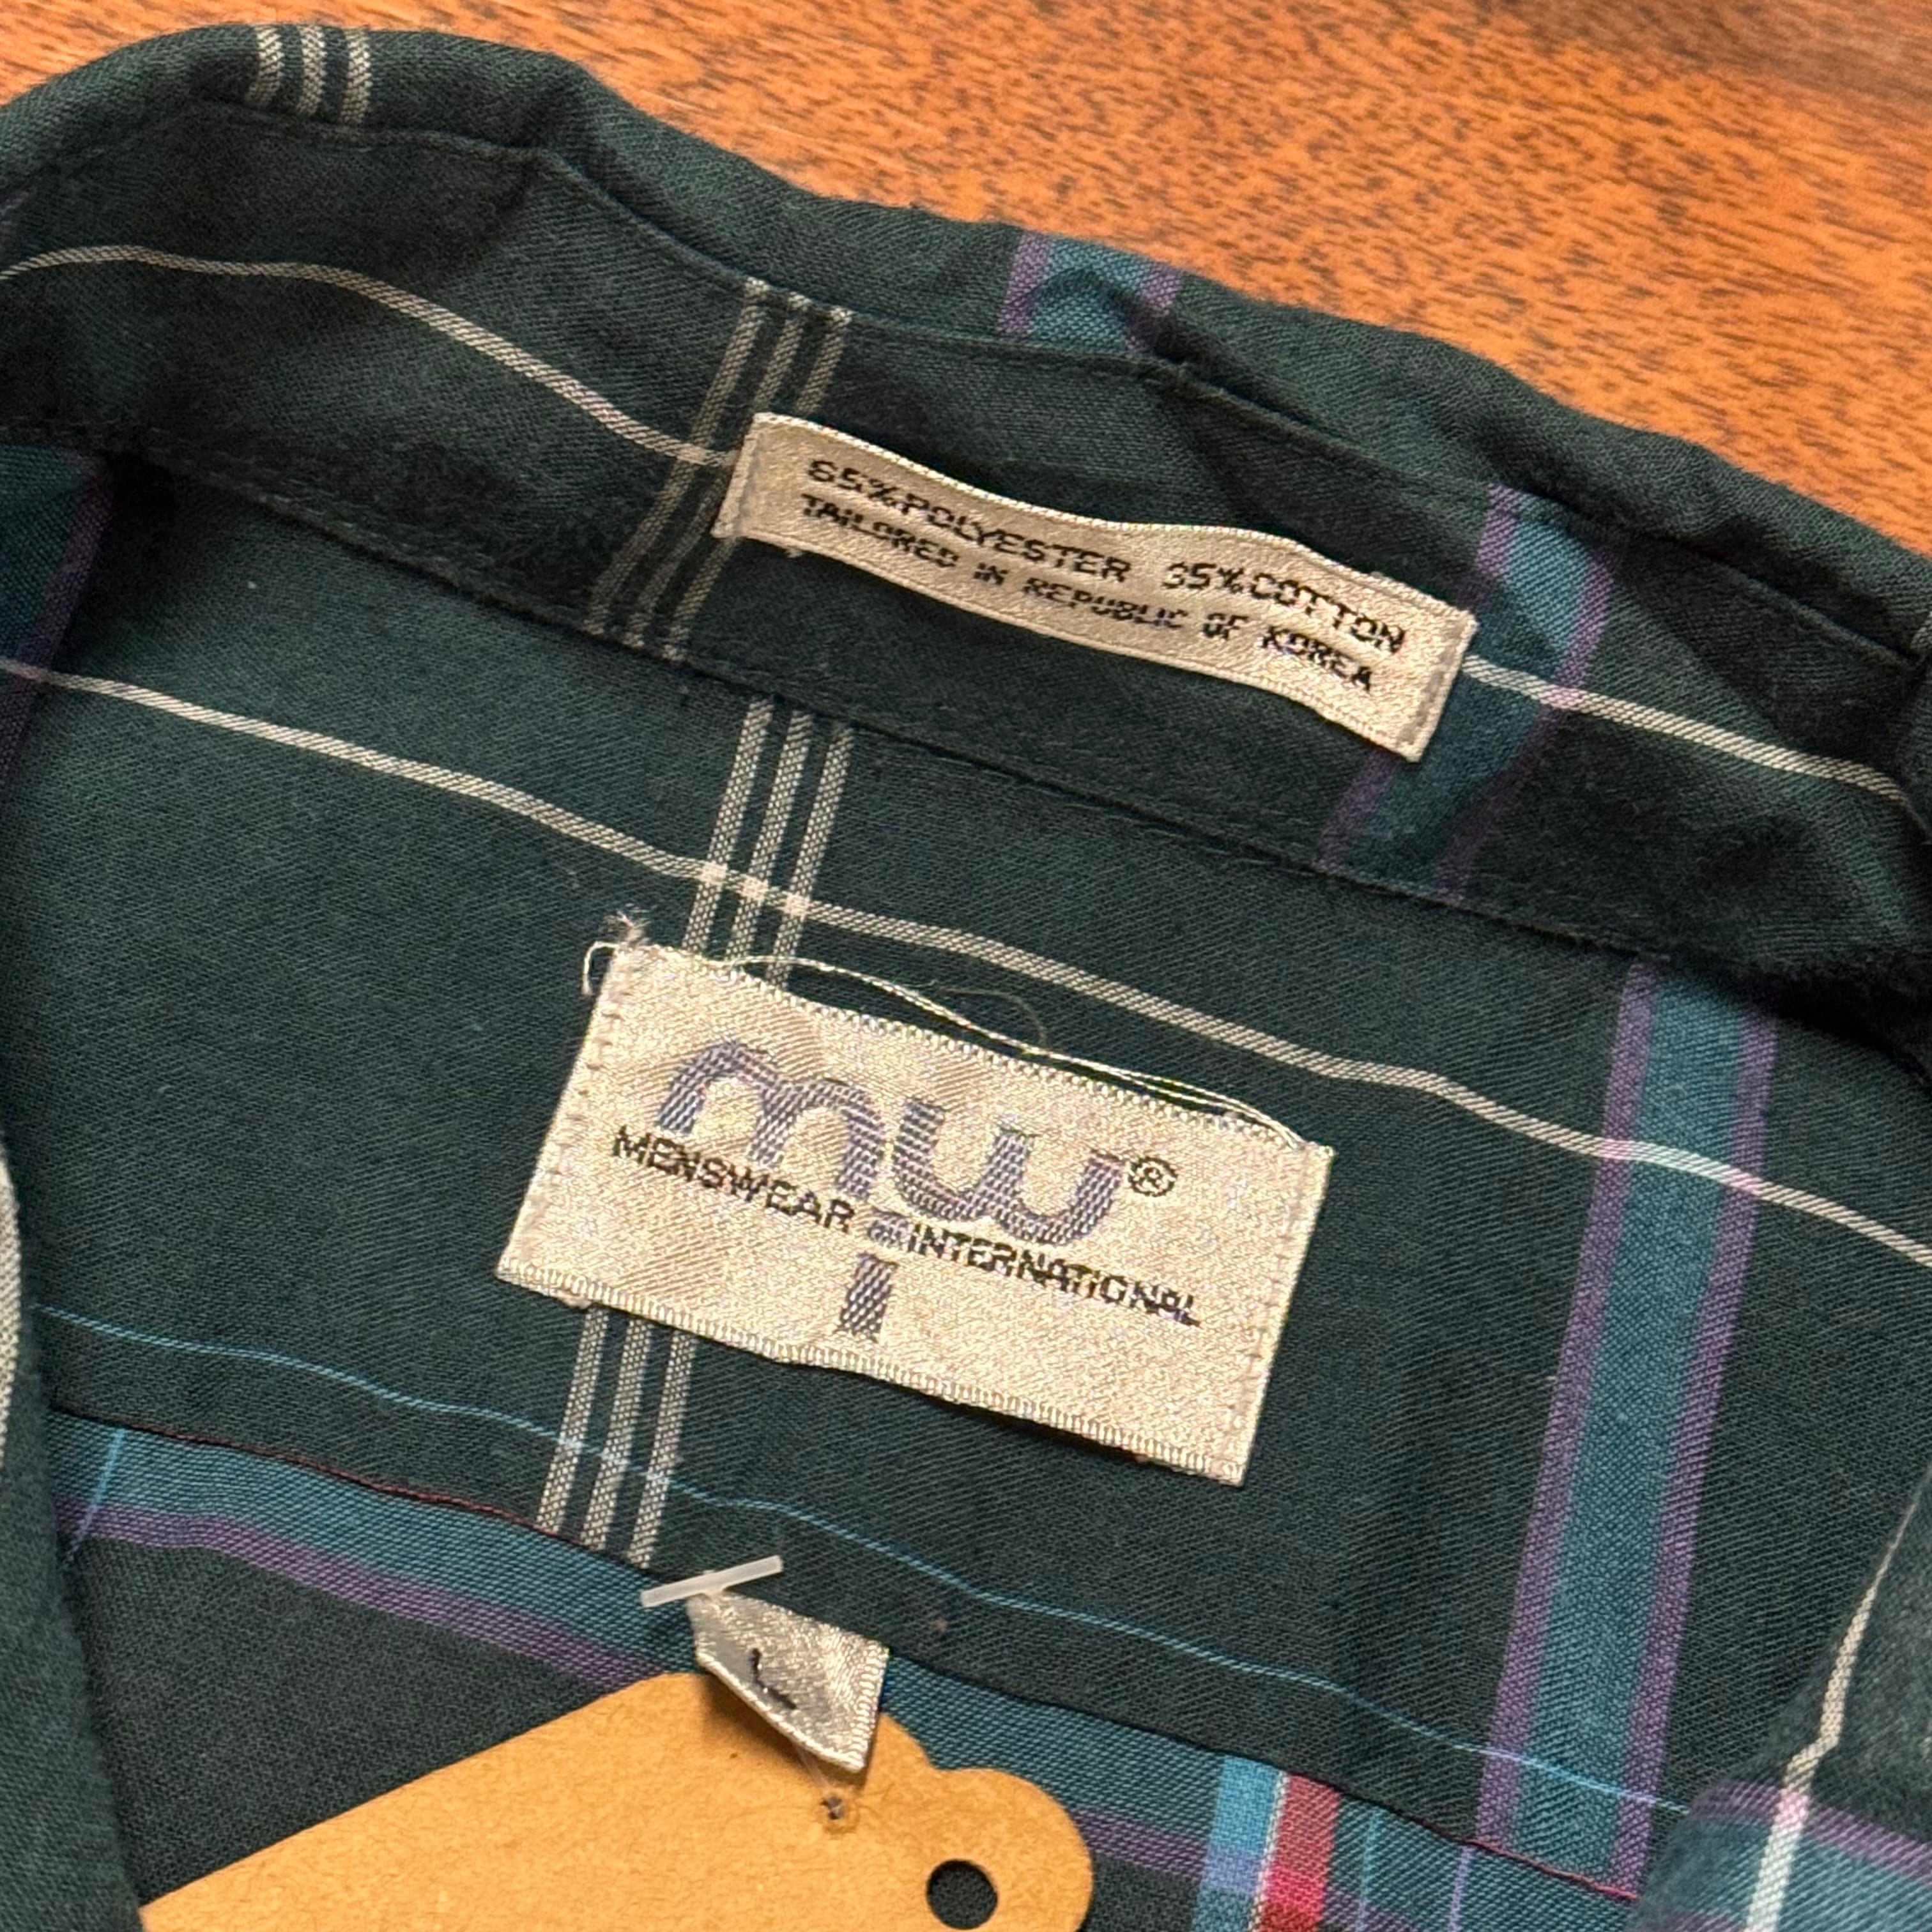 65%POLYESTER 35%COTTON
TAILORED IN REPUBLIC OF KOREA
mw®
MENSWEAR INTERNATIONAL
L